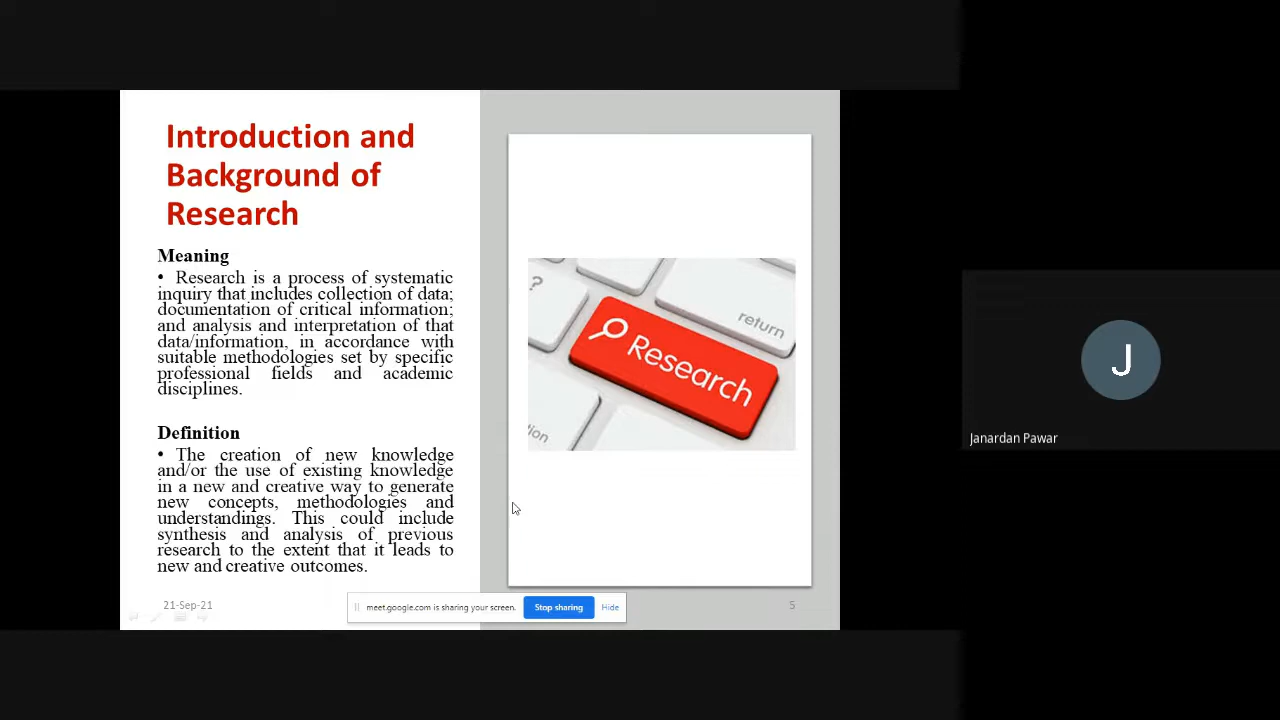 Introduction and
Background of
Research
Meaning
• Research is a process of systematic
inquiry that includes collection of data;
documentation of critical information;
and analysis and interpretation of that
data/information, in accordance with
suitable methodologies set by specific
professional fields and academic
disciplines.
Definition
• The creation of new knowledge
and/or the use of existing knowledge
in a new and creative way to generate
new concepts, methodologies and
understandings. This could include
synthesis and analysis of previous
research to the extent that it leads to
new and creative outcomes.
21-Sep-21
?
return
Research
tion
meet.google.com is sharing your screen.
Stop sharing
Hide
5
J
Janardan Pawar